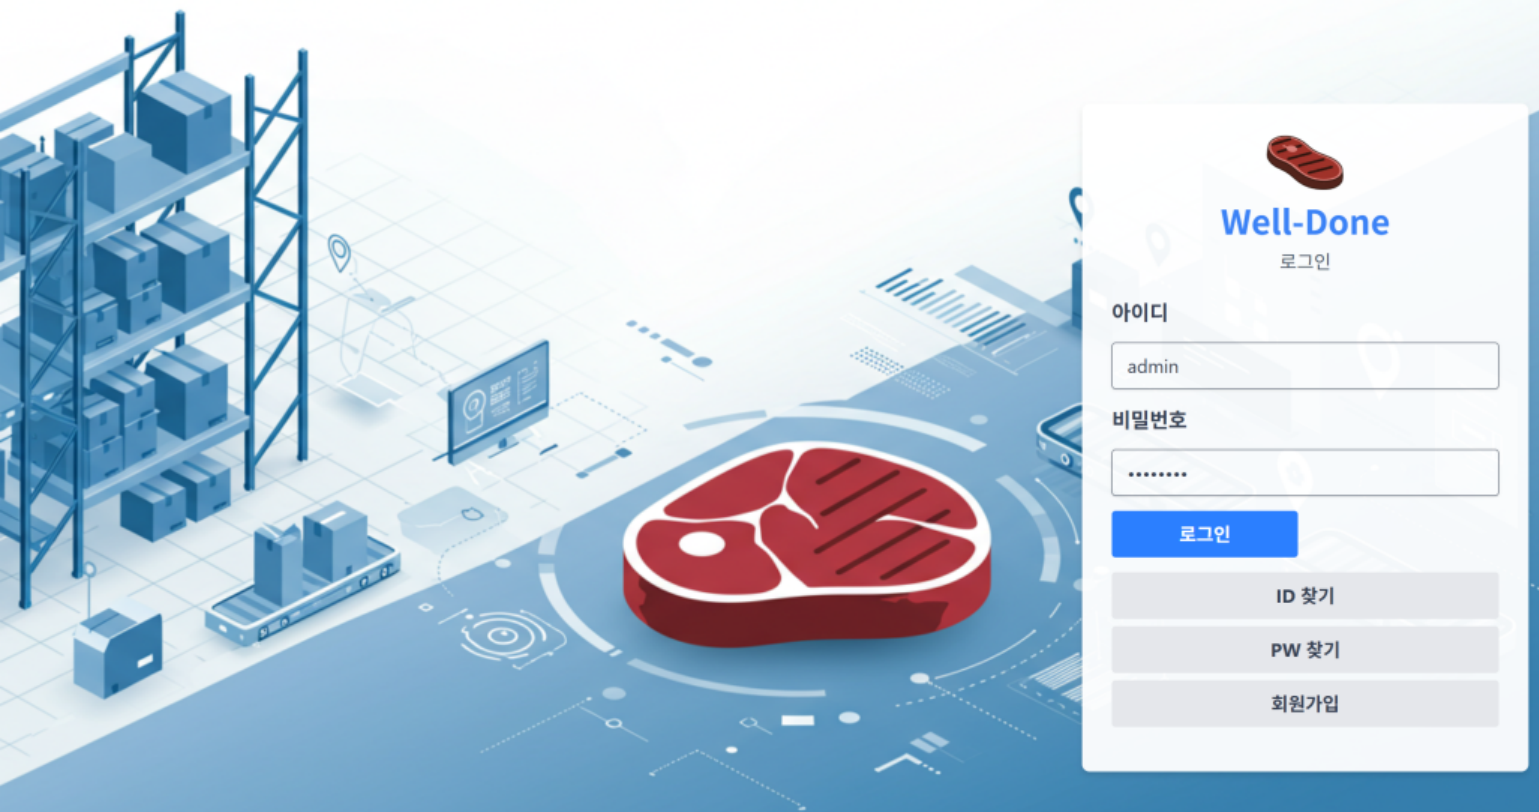 Well-Done
로그인
아이디
admin
비밀번호
••••••••
로그인
ID 찾기
PW 찾기
회원가입